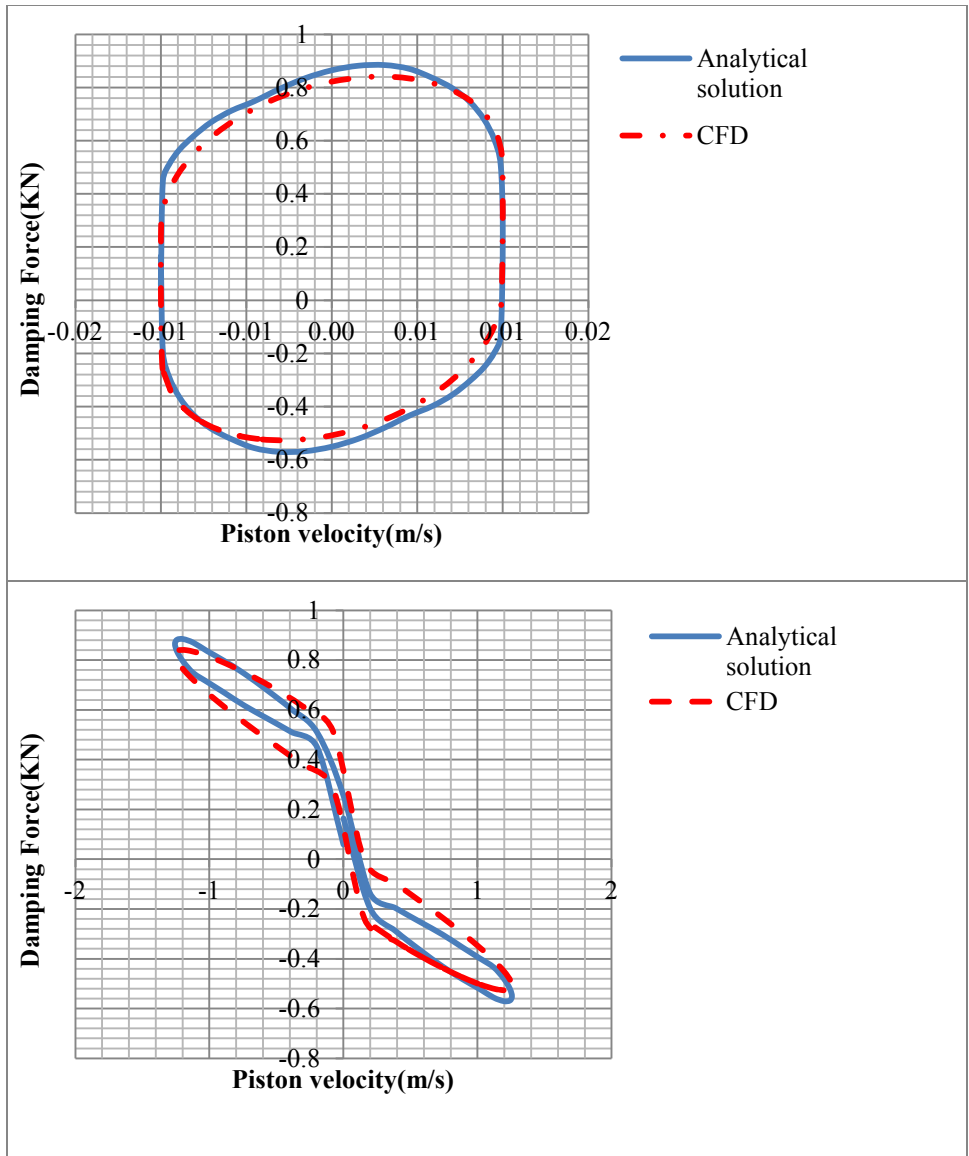 1
0.8
0.6
0.4
0.2
0
-0.2
-0.4
-0.6
-0.8
-0.02 -0.01 -0.01 0.00 0.01 0.01 0.02
Damping Force(KN)
Piston velocity(m/s)
Analytical
solution
CFD
1
0.8
0.6
0.4
0.2
0
-0.2
-0.4
-0.6
-0.8
-2 -1 0 1 2
Damping Force(KN)
Piston velocity(m/s)
Analytical
solution
CFD